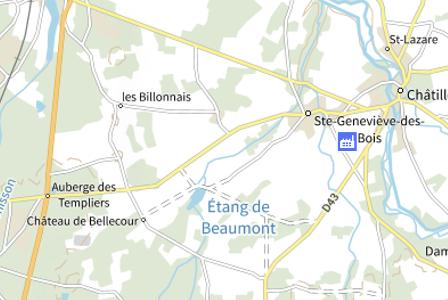 St-Lazare
Châtill
les Billonnais
Ste-Geneviève-des-
Bois
Auberge des
Templiers
nisson
Château de Bellecour
Étang de
Beaumont
D43
Dam